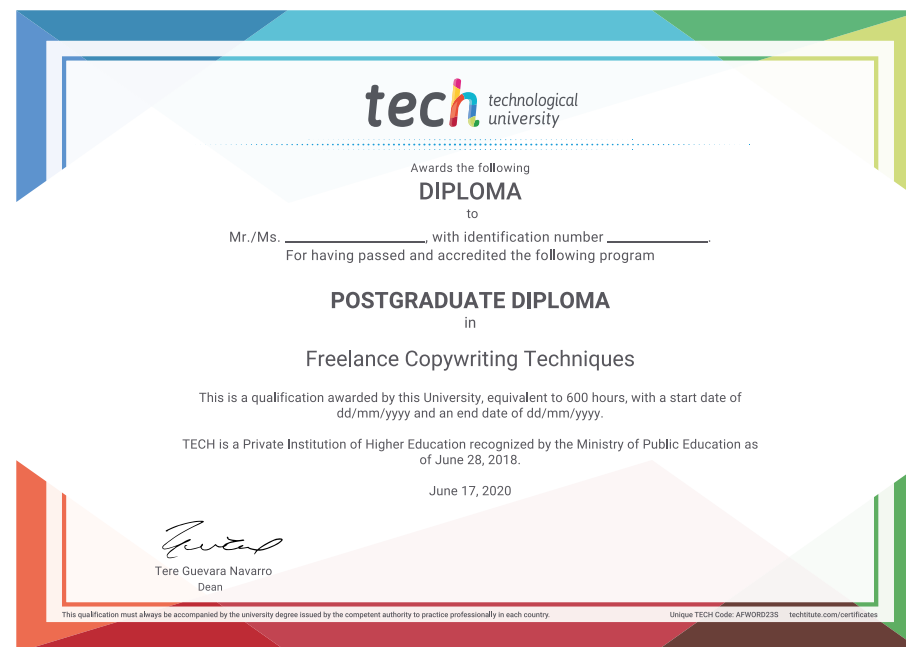 tech technological
university
Awards the following
DIPLOMA
to
Mr./Ms. ____________________, with identification number ______________.
For having passed and accredited the following program
POSTGRADUATE DIPLOMA
in
Freelance Copywriting Techniques
This is a qualification awarded by this University, equivalent to 600 hours, with a start date of
dd/mm/yyyy and an end date of dd/mm/yyyy.
TECH is a Private Institution of Higher Education recognized by the Ministry of Public Education as
of June 28, 2018.
June 17, 2020
Tere Guevara Navarro
Dean
This qualification must always be accompanied by the university degree issued by the competent authority to practice professionally in each country.
Unique TECH Code: AFWORD23S techtitute.com/certificates